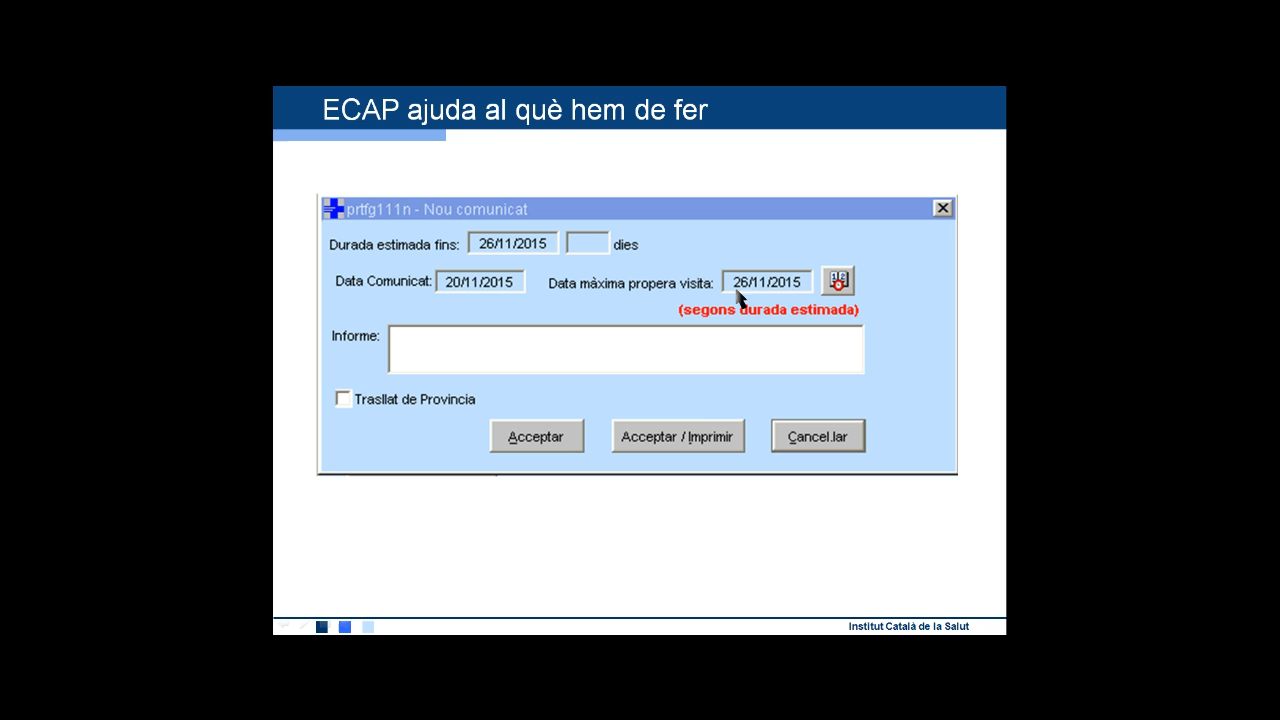 ECAP ajuda al què hem de fer
prtfg111n - Nou comunicat
Durada estimada fins: 26/11/2015 dies
Data Comunicat: 20/11/2015 Data màxima propera visita: 26/11/2015
(segons durada estimada)
Informe:
Trasllat de Provincia
Acceptar Acceptar / Imprimir Cancel.lar
Institut Català de la Salut